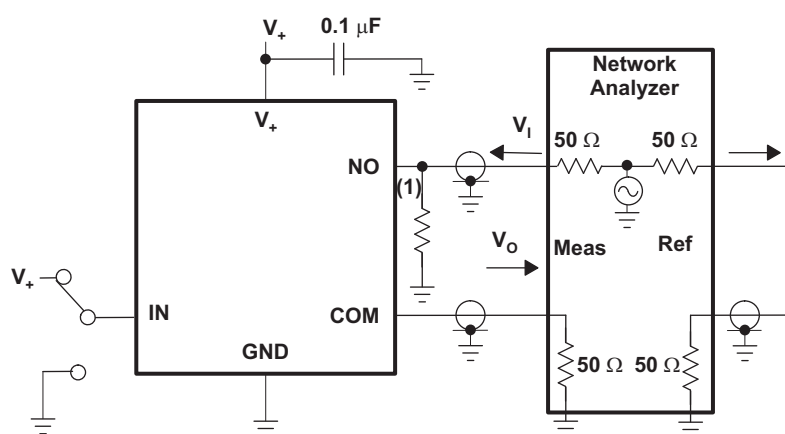 V+
0.1 μF
V+
Network
Analyzer
VI
50 Ω
50 Ω
NO
(1)
VO
Meas
Ref
V+
IN
COM
GND
50 Ω
50 Ω